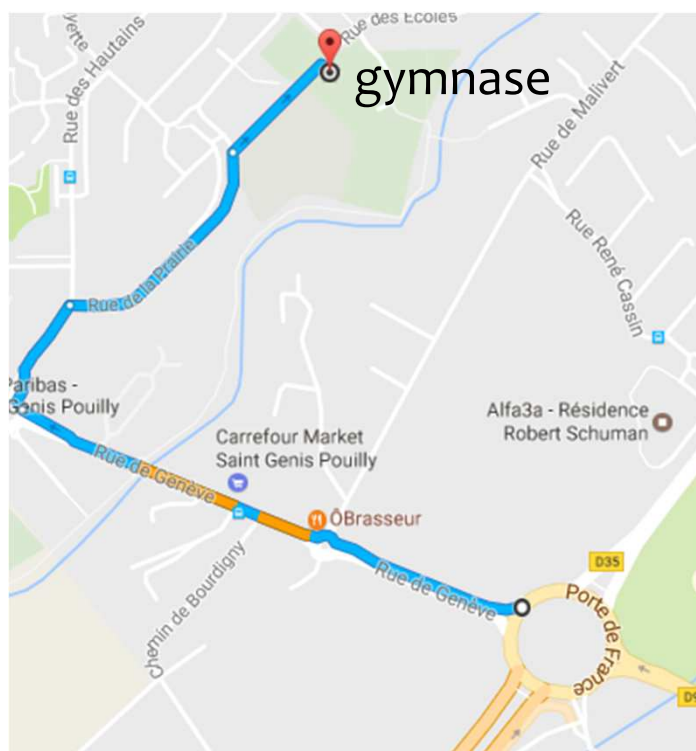 Rue des Écoles
gymnase
Rue des Hautains
Rue de Malivert
Rue René Cassin
Rue de la Prairie
Paribas -
Genis Pouilly
Alfa3a - Résidence
Robert Schuman
Carrefour Market
Saint Genis Pouilly
Rue de Genève
ÔBrasseur
Chemin de Bourdigny
Rue de Genève
D35
Porte de France